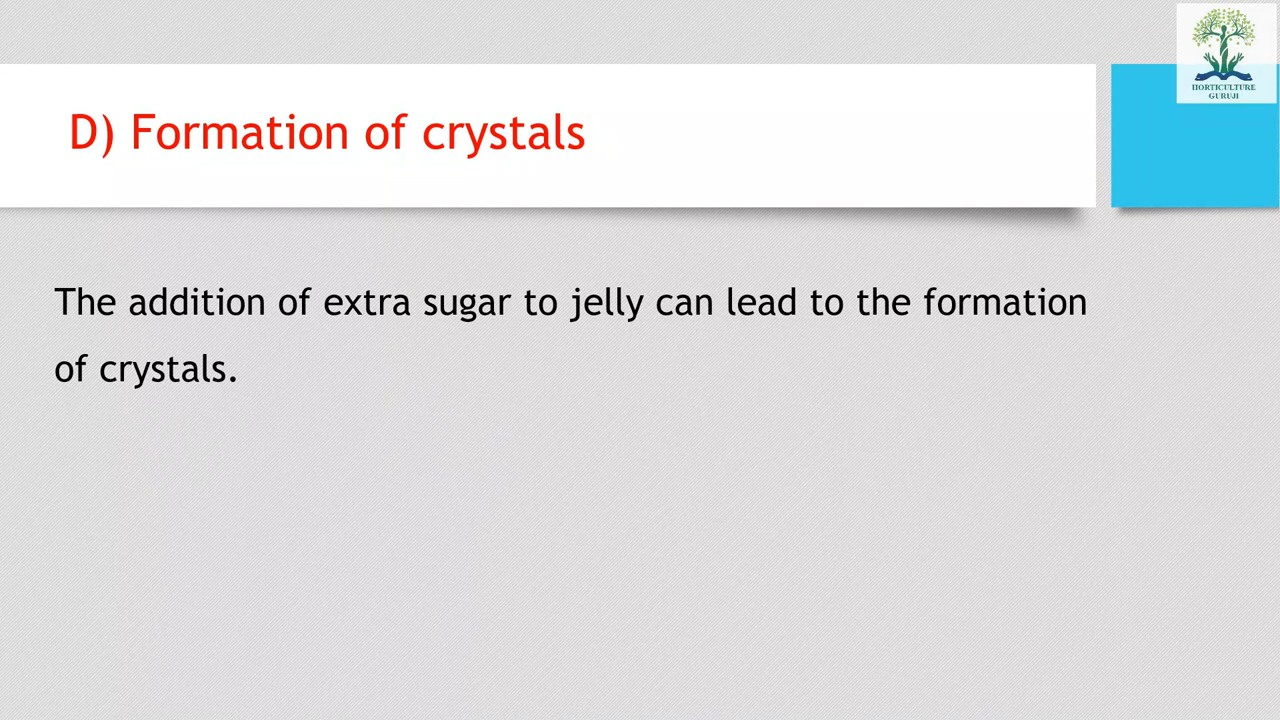 HORTICULTURE
GURUJI
D) Formation of crystals
The addition of extra sugar to jelly can lead to the formation
of crystals.